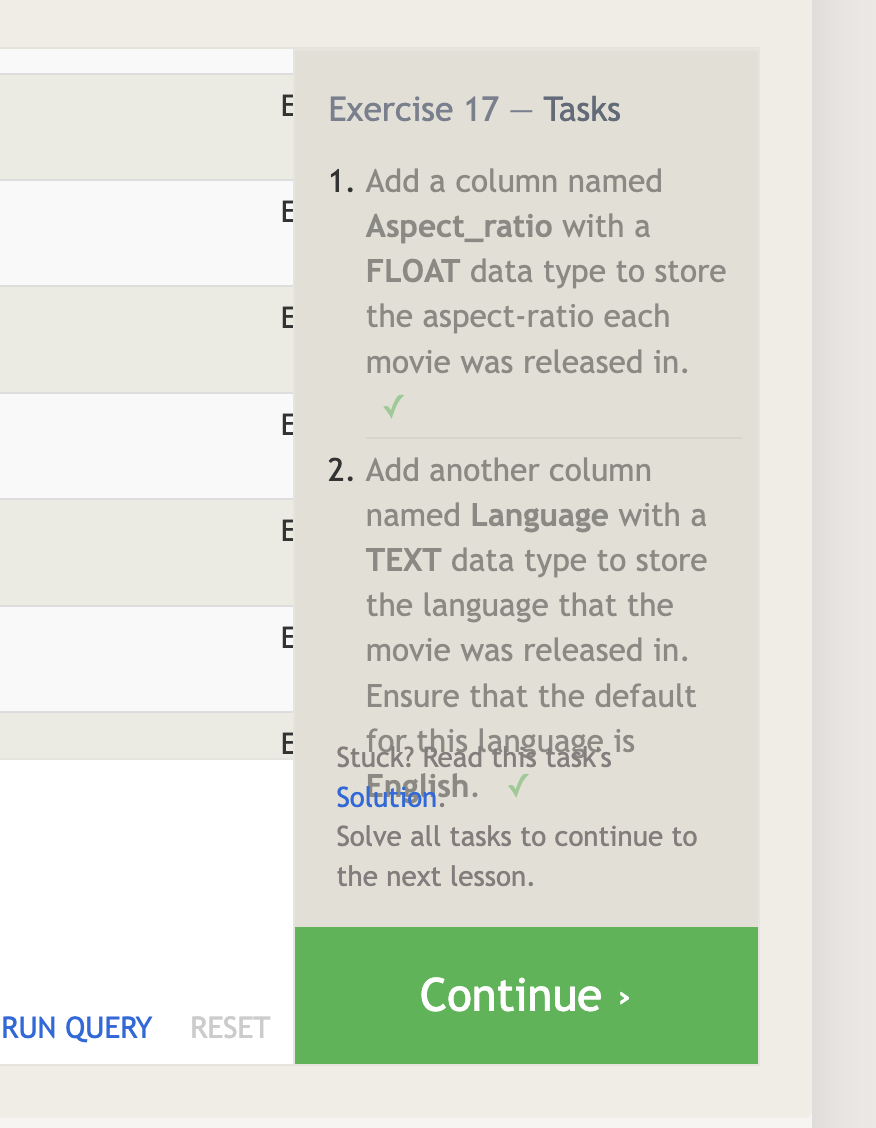 E
E
E
E
E
E
E
RUN QUERY RESET
Exercise 17 — Tasks
1. Add a column named
Aspect_ratio with a
FLOAT data type to store
the aspect-ratio each
movie was released in.
✓
2. Add another column
named Language with a
TEXT data type to store
the language that the
movie was released in.
Ensure that the default
for this language is
English. ✓
Stuck? Read this task's
Solution.
Solve all tasks to continue to
the next lesson.
Continue ›